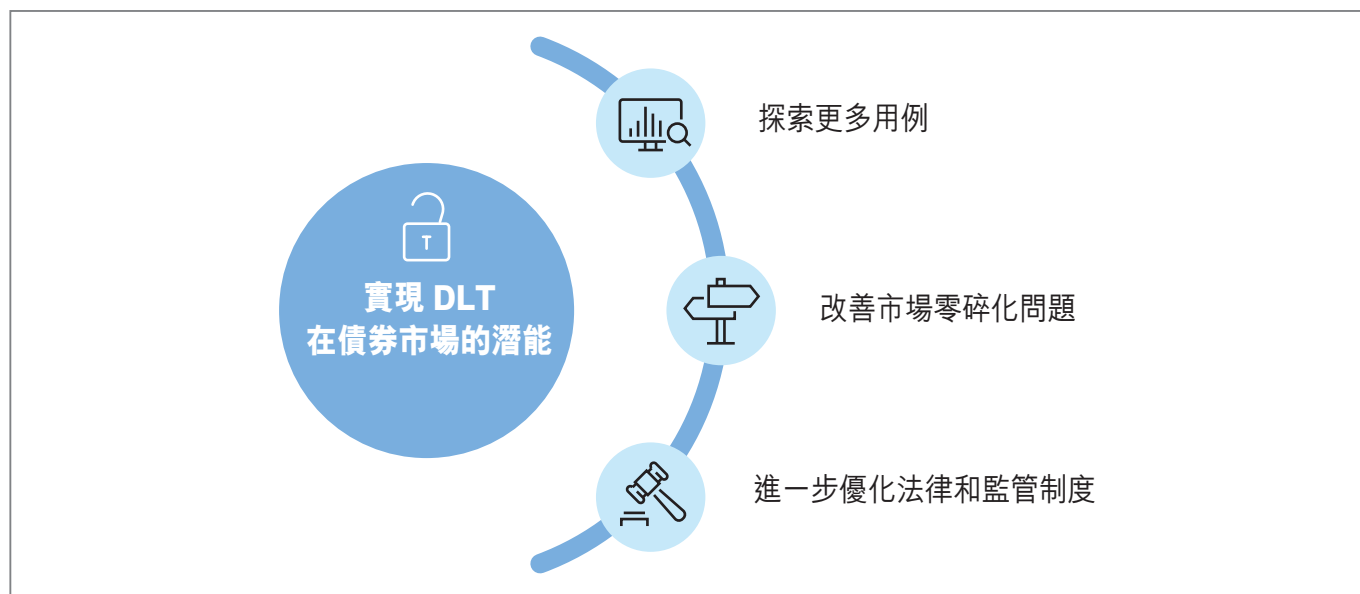 探索更多用例
T
實現 DLT
在債券市場的潛能
改善市場零碎化問題
進一步優化法律和監管制度